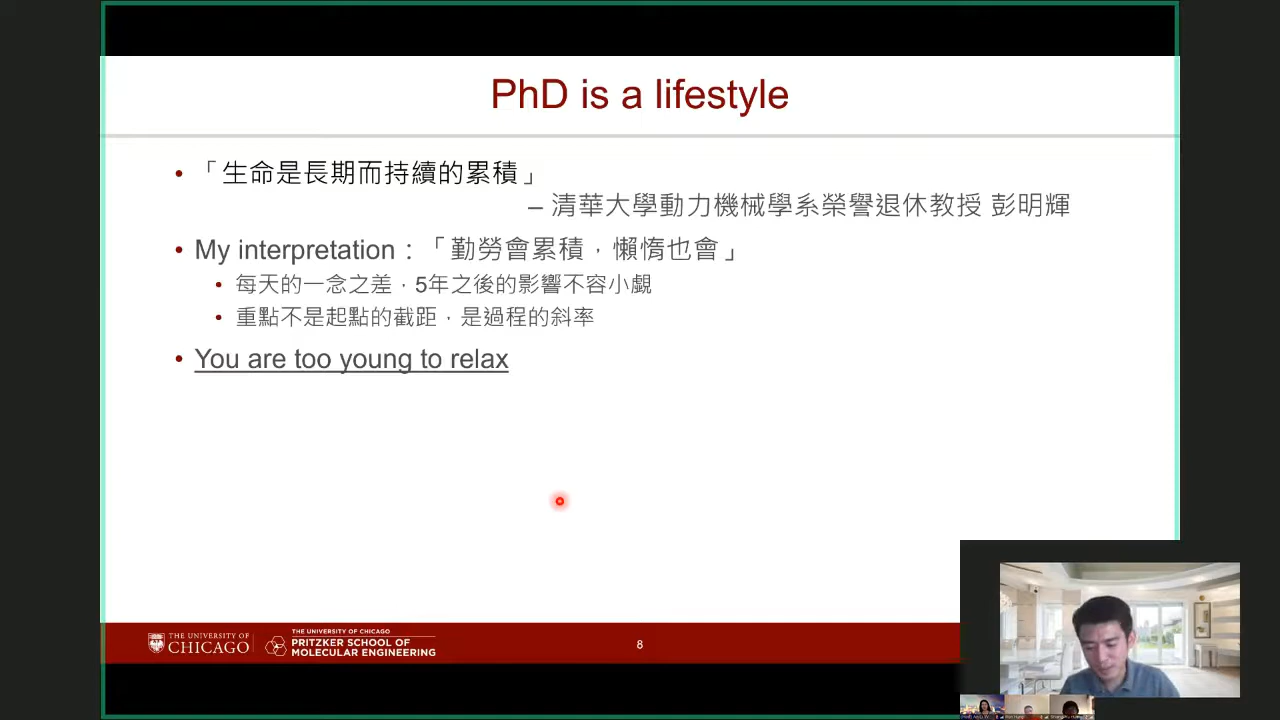 PhD is a lifestyle
• 「生命是長期而持續的累積」
– 清華大學動力機械學系榮譽退休教授 彭明輝
• My interpretation：「勤勞會累積，懶惰也會」
• 每天的一念之差，5年之後的影響不容小覷
• 重點不是起點的截距，是過程的斜率
• You are too young to relax
THE UNIVERSITY OF
CHICAGO
THE UNIVERSITY OF CHICAGO
PRITZKER SCHOOL OF
MOLECULAR ENGINEERING
8